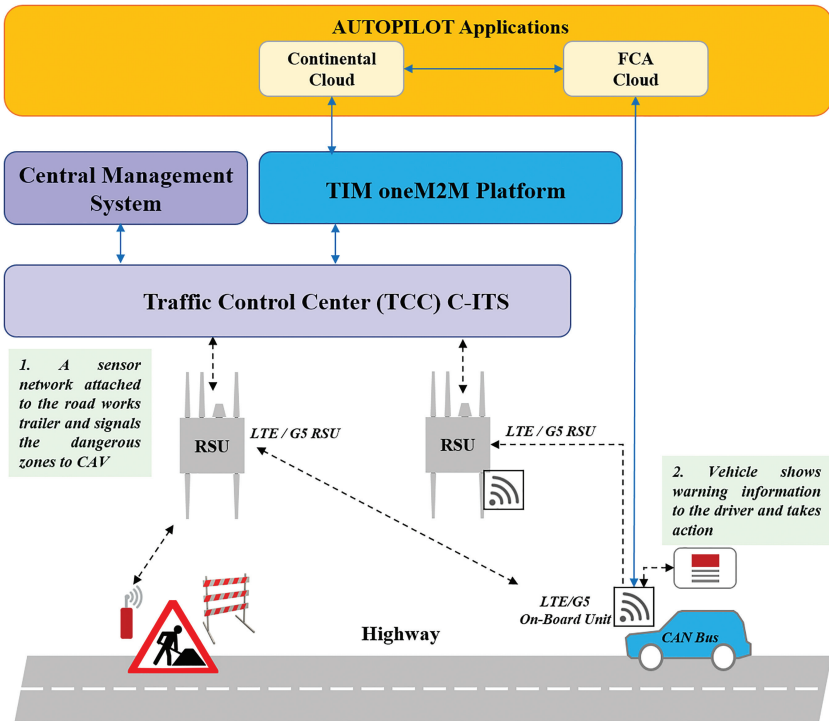 AUTOPILOT Applications
Continental
Cloud
FCA
Cloud
Central Management
System
TIM oneM2M Platform
Traffic Control Center (TCC) C-ITS
1. A sensor
network attached
to the road works
trailer and signals
the dangerous
zones to CAV
RSU
LTE / G5 RSU
RSU
LTE / G5 RSU
2. Vehicle shows
warning information
to the driver and takes
action
LTE/G5
On-Board Unit
Highway
CAN Bus